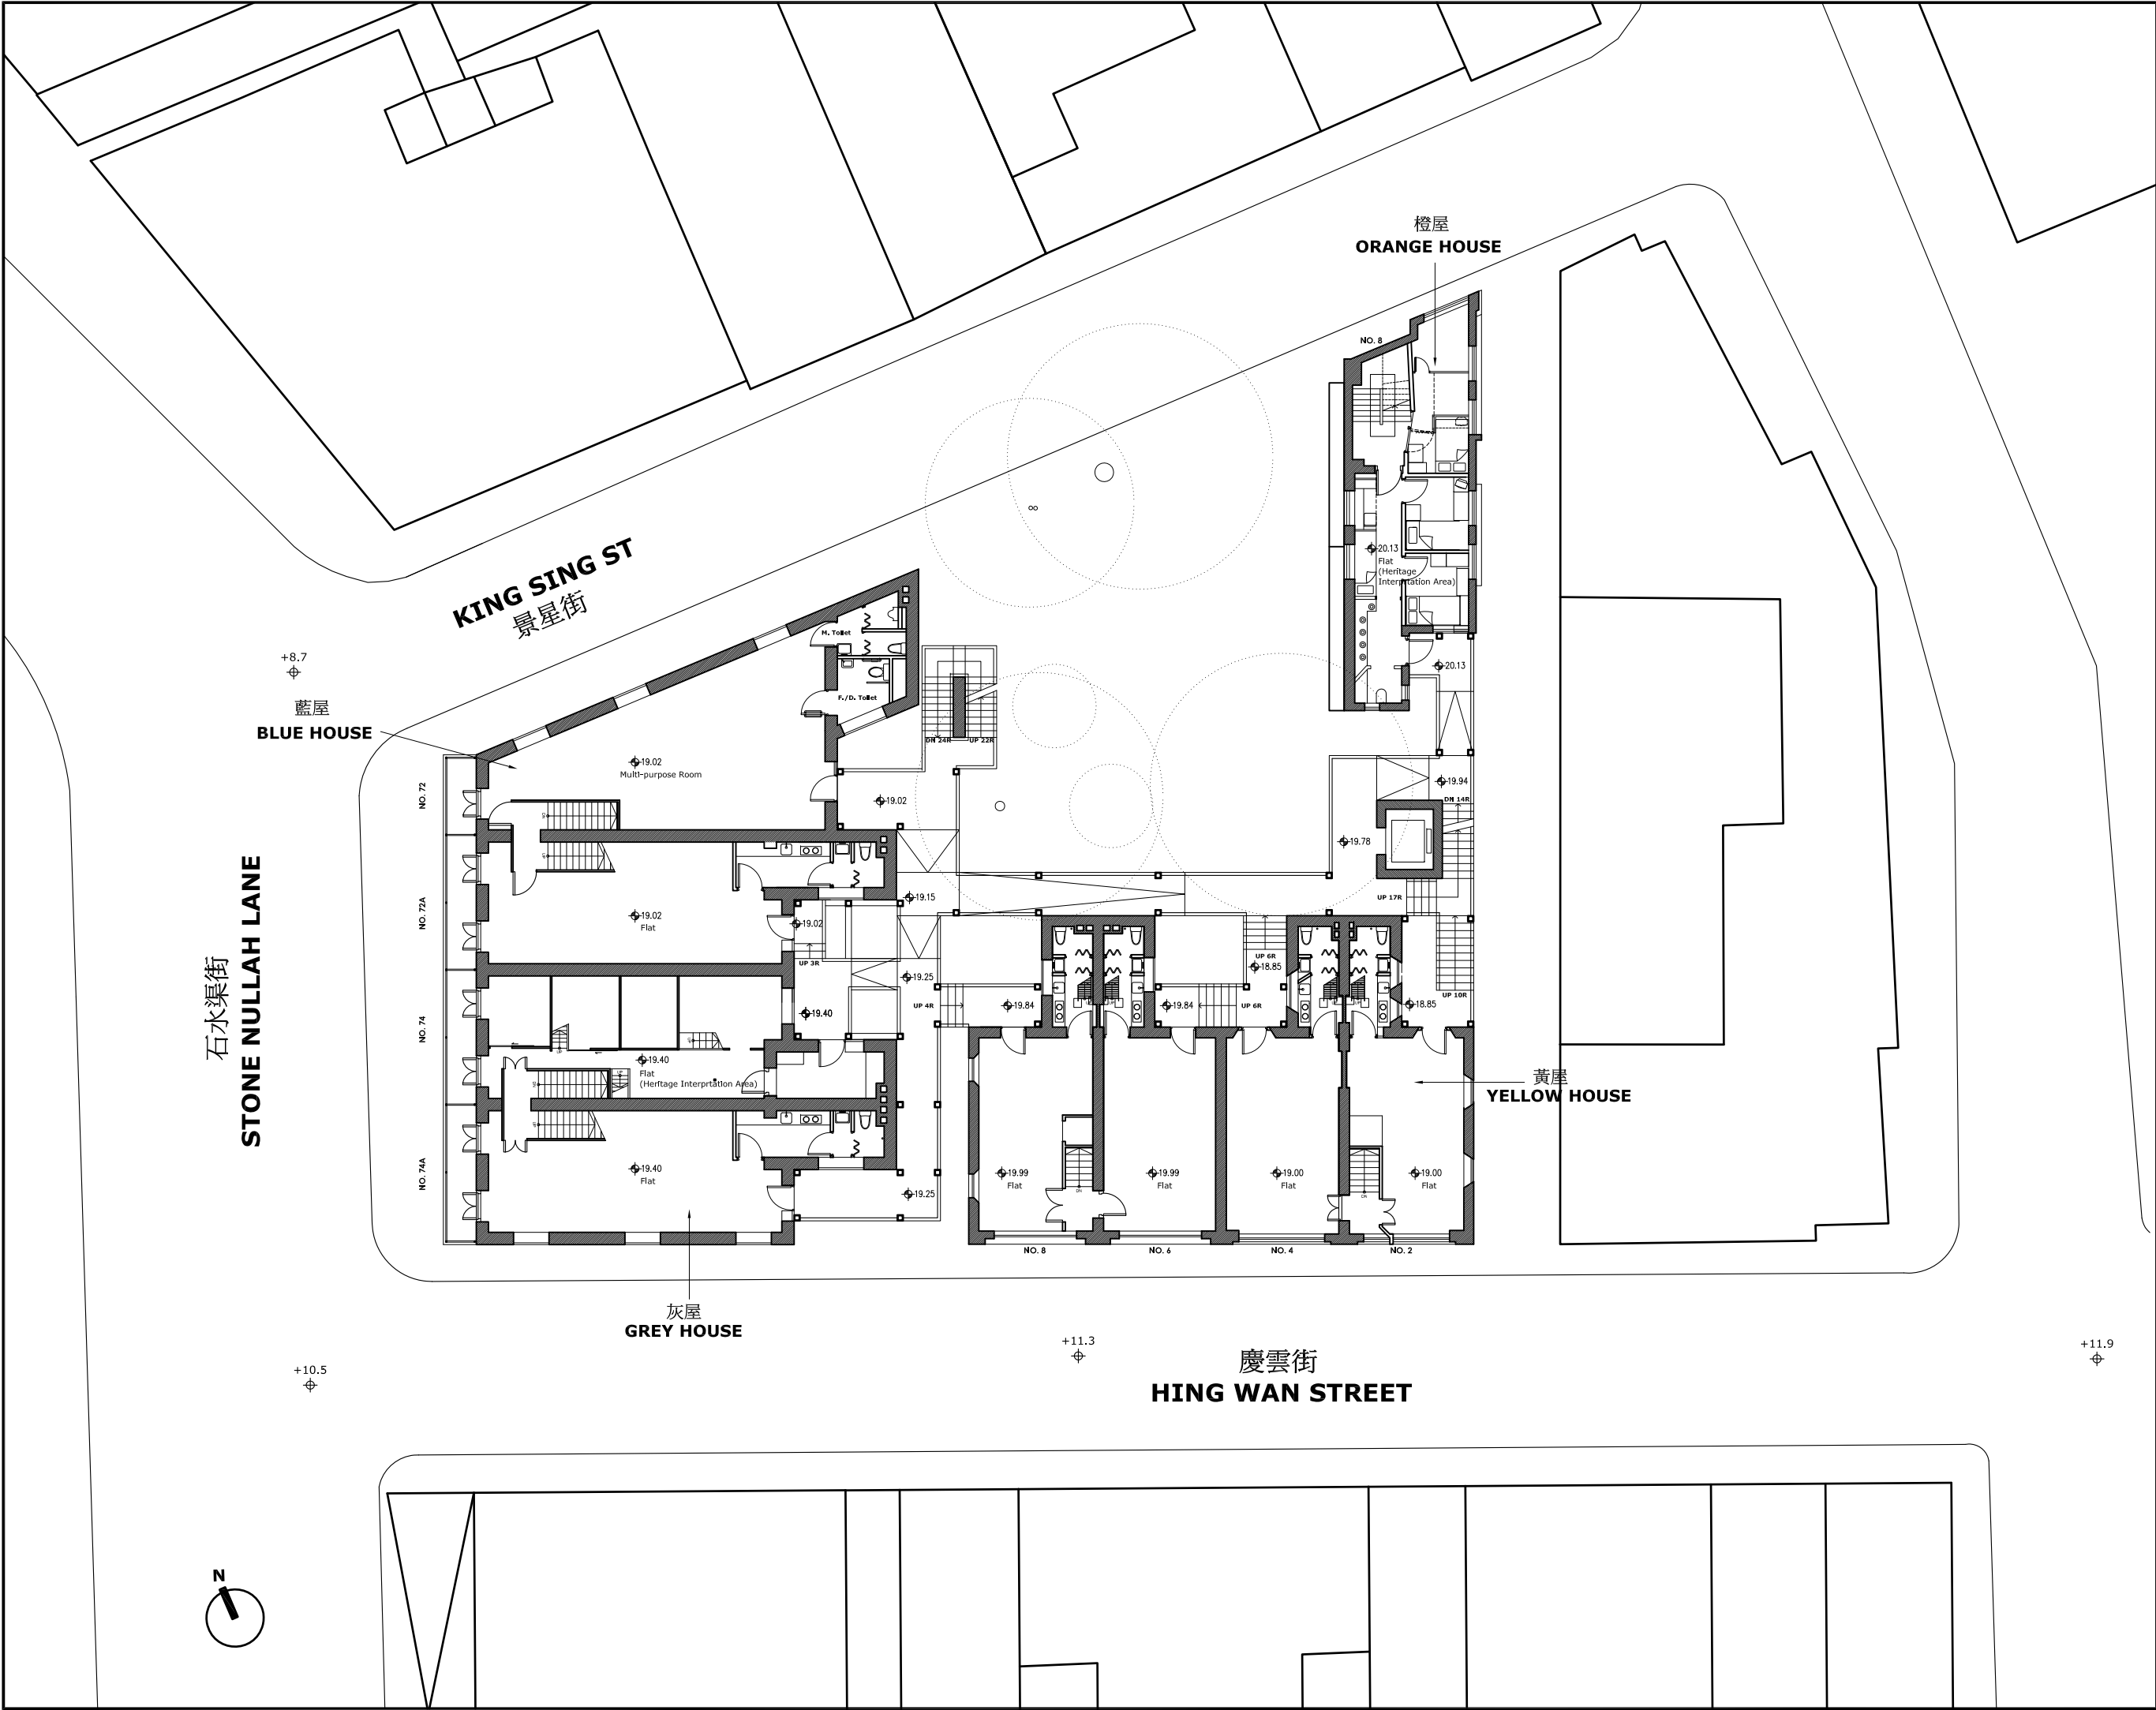 橙屋
ORANGE HOUSE
NO. 8
KING SING ST
景星街
20.13
Flat
(Heritage
Interprtation Area)
M. Toilet
+8.7
20.13
F./D. Toilet
藍屋
BLUE HOUSE
DN 24R
UP 22R
19.02
Multi-purpose Room
19.94
NO. 72
19.02
DN 14R
19.78
19.15
UP 17R
NO. 72A
19.02
Flat
19.02
UP 3R
UP 6R
18.85
石水渠街
STONE NULLAH LANE
19.25
UP 10R
UP 4R
19.84
19.84
UP 6R
18.85
NO. 74
19.40
19.40
Flat
(Heritage Interprtation Area)
黃屋
YELLOW HOUSE
NO. 74A
19.40
Flat
19.99
Flat
19.99
Flat
19.00
Flat
19.00
Flat
19.25
DN
DN
NO. 8
NO. 6
NO. 4
NO. 2
灰屋
GREY HOUSE
+11.3
+11.9
慶雲街
HING WAN STREET
+10.5
N